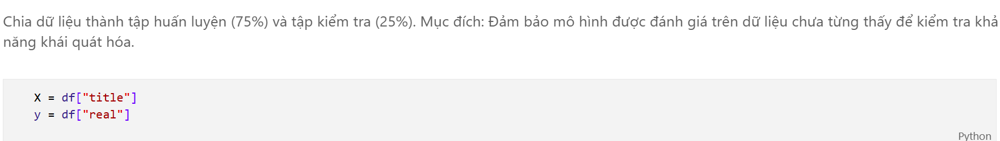 Chia dữ liệu thành tập huấn luyện (75%) và tập kiểm tra (25%). Mục đích: Đảm bảo mô hình được đánh giá trên dữ liệu chưa từng thấy để kiểm tra khả
năng khái quát hóa.
X = df["title"]
y = df["real"]
Python